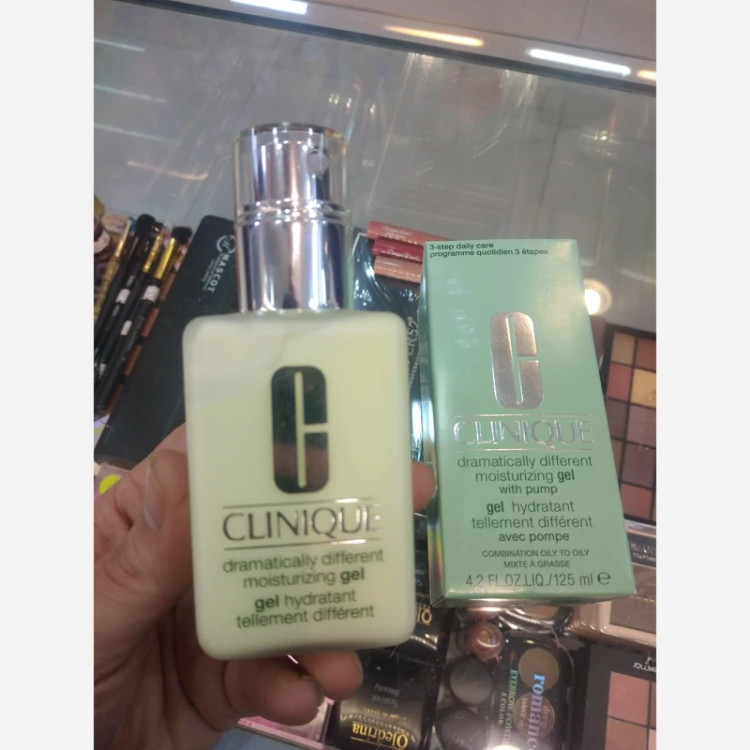 C
CLINIQUE
dramatically different
moisturizing gel
gel hydratant
tellement différent
3-step daily care
programme quotidien 3 étapes
C
CLINIQUE
dramatically different
moisturizing gel
with pump
gel hydratant
tellement différent
avec pompe
COMBINATION OILY TO OILY
MIXTE À GRASSE
4.2 FL.OZ.LIQ./125 ml e
MASCOT
romance